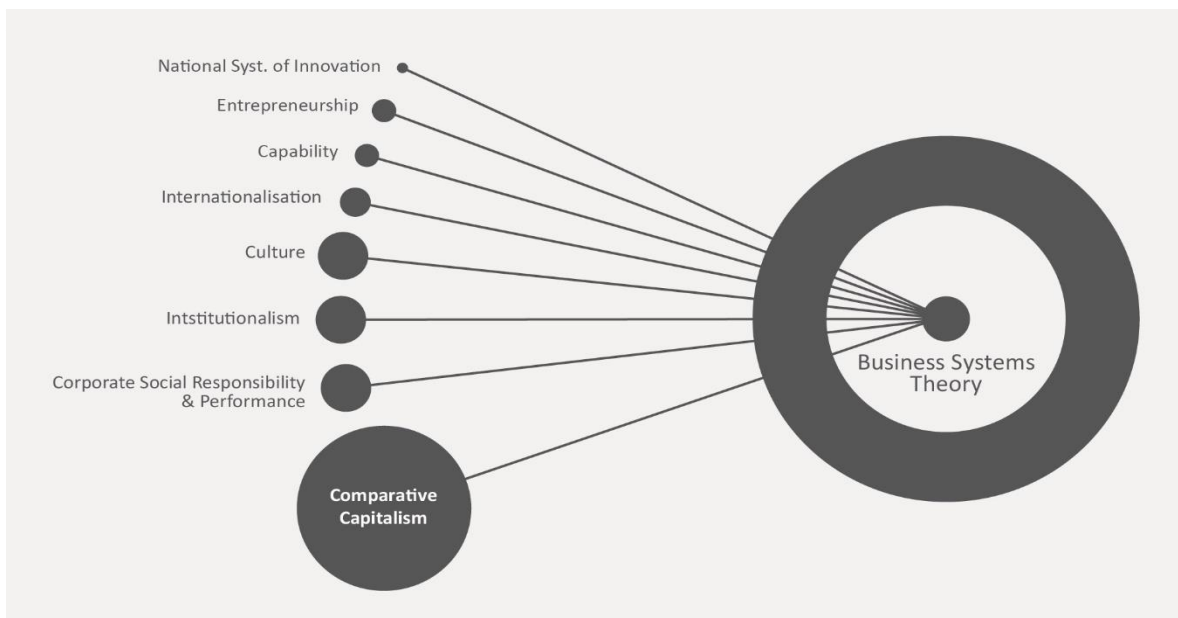 National Syst. of Innovation
Entrepreneurship
Capability
Internationalisation
Culture
Intstitutionalism
Corporate Social Responsibility
& Performance
Comparative
Capitalism
Business Systems
Theory